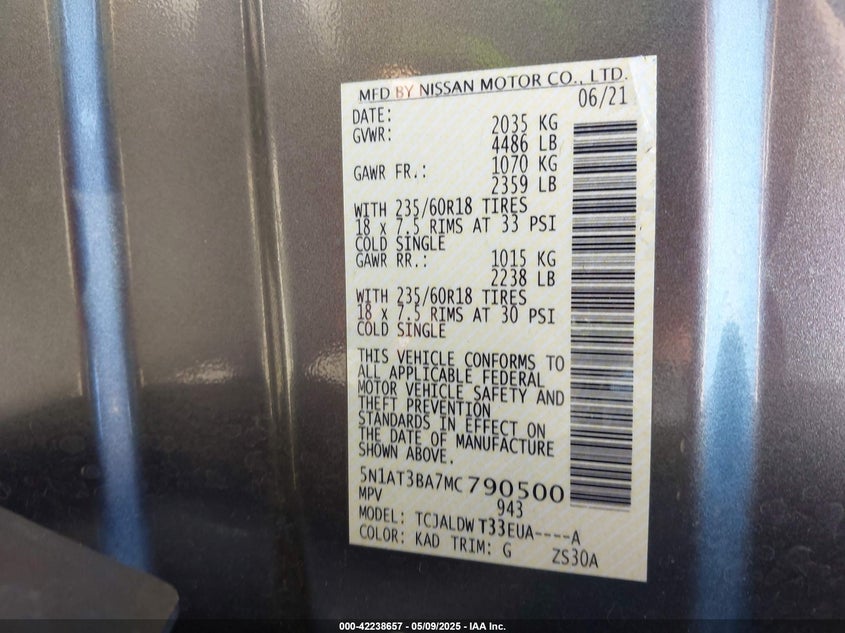 MFD BY NISSAN MOTOR CO., LTD.
DATE: 06/21
GVWR: 2035 KG
4486 LB
GAWR FR.: 1070 KG
2359 LB
WITH 235/60R18 TIRES
18 x 7.5 RIMS AT 33 PSI
COLD SINGLE
GAWR RR.: 1015 KG
2238 LB
WITH 235/60R18 TIRES
18 x 7.5 RIMS AT 30 PSI
COLD SINGLE
THIS VEHICLE CONFORMS TO
ALL APPLICABLE FEDERAL
MOTOR VEHICLE SAFETY AND
THEFT PREVENTION
STANDARDS IN EFFECT ON
THE DATE OF MANUFACTURE
SHOWN ABOVE.
5N1AT3BA7MC790500
MPV 943
MODEL: TCJALDWT33EUA----A
COLOR: KAD TRIM: G ZS30A
000-42238657 - 05/09/2025 - IAA Inc.